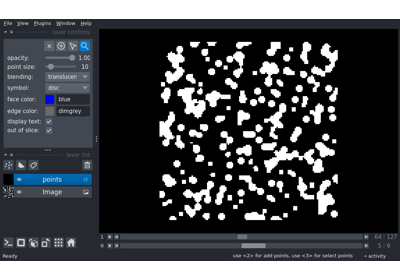 File View Plugins Window Help
layer controls
opacity: 1.00
point size: 10
blending: translucen
symbol: disc
face color: blue
edge color: dimgrey
display text:
out of slice:
layer list
points
Image
1 64 127
0 5 9
Ready use <2> for add points, use <3> for select points activity